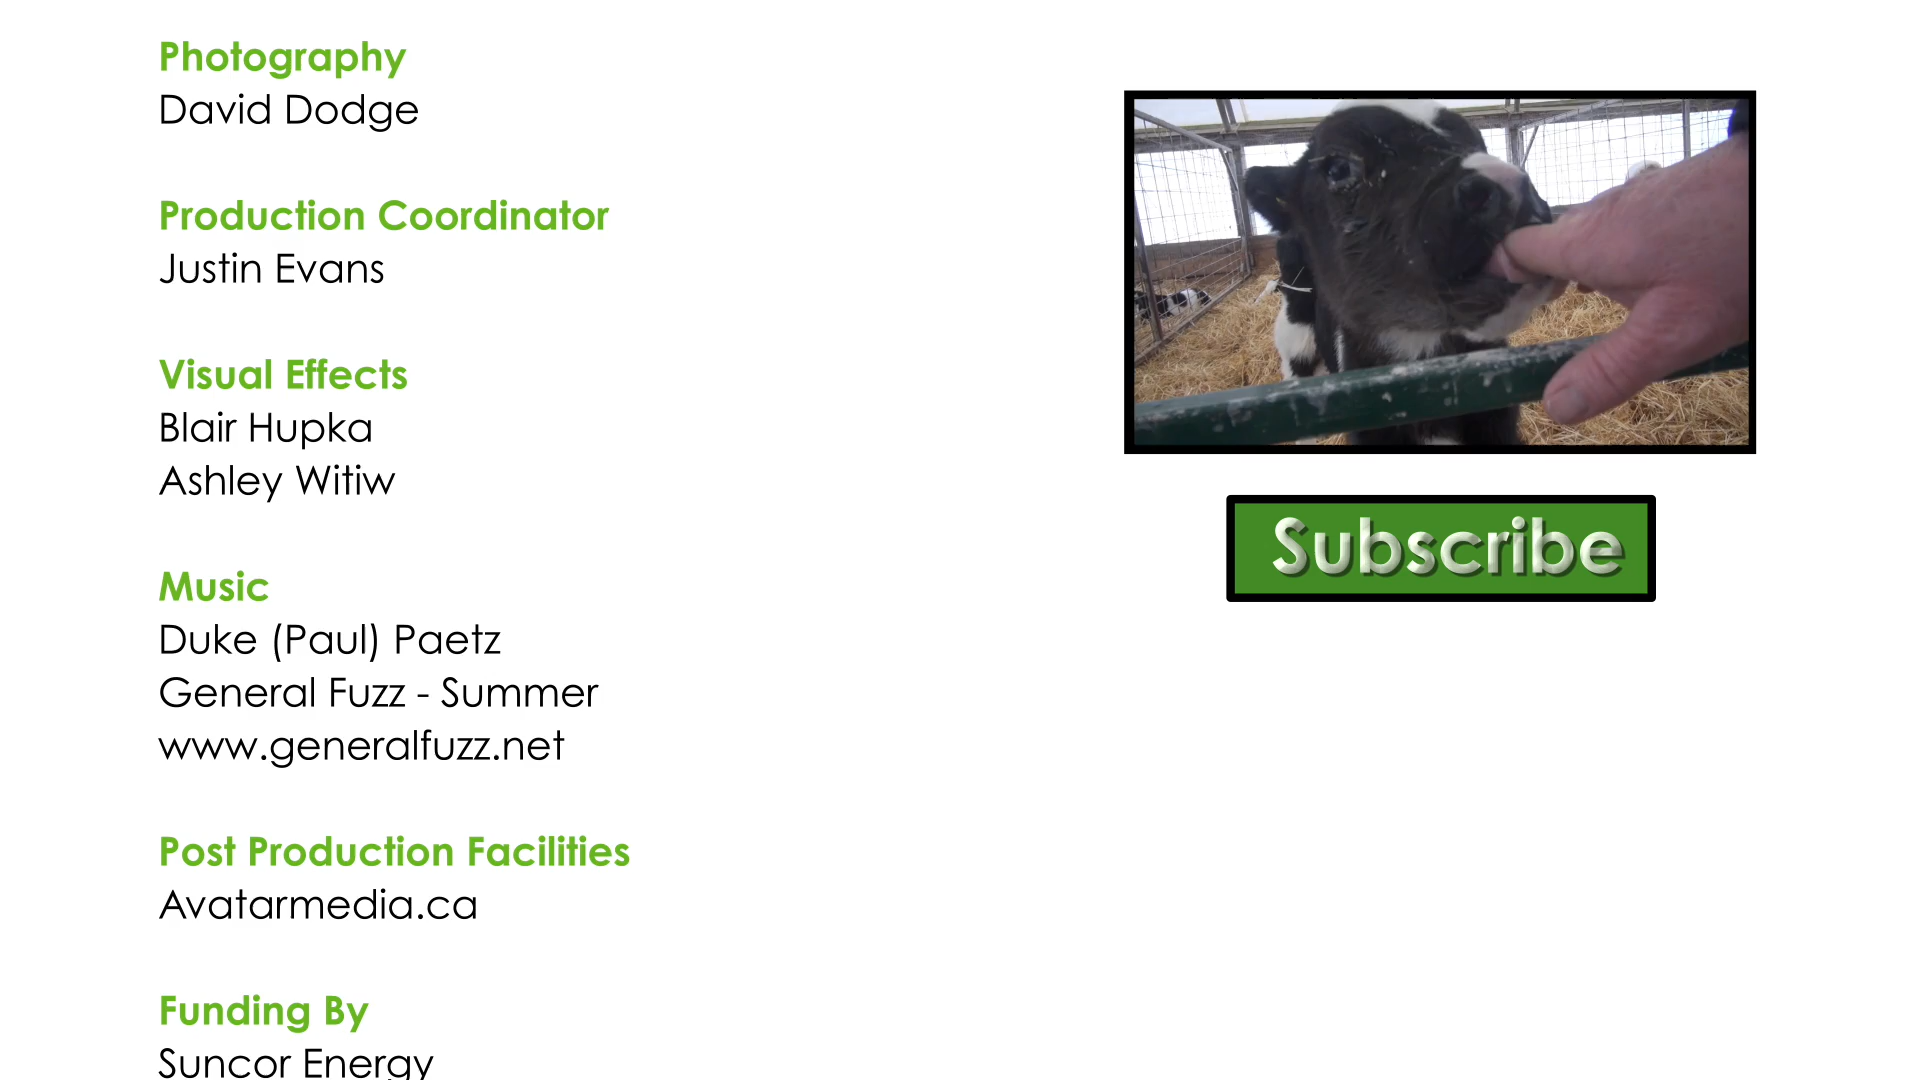 Photography
David Dodge
Production Coordinator
Justin Evans
Visual Effects
Blair Hupka
Ashley Witiw
Music
Duke (Paul) Paetz
General Fuzz - Summer
www.generalfuzz.net
Post Production Facilities
Avatarmedia.ca
Funding By
Suncor Energy
Subscribe